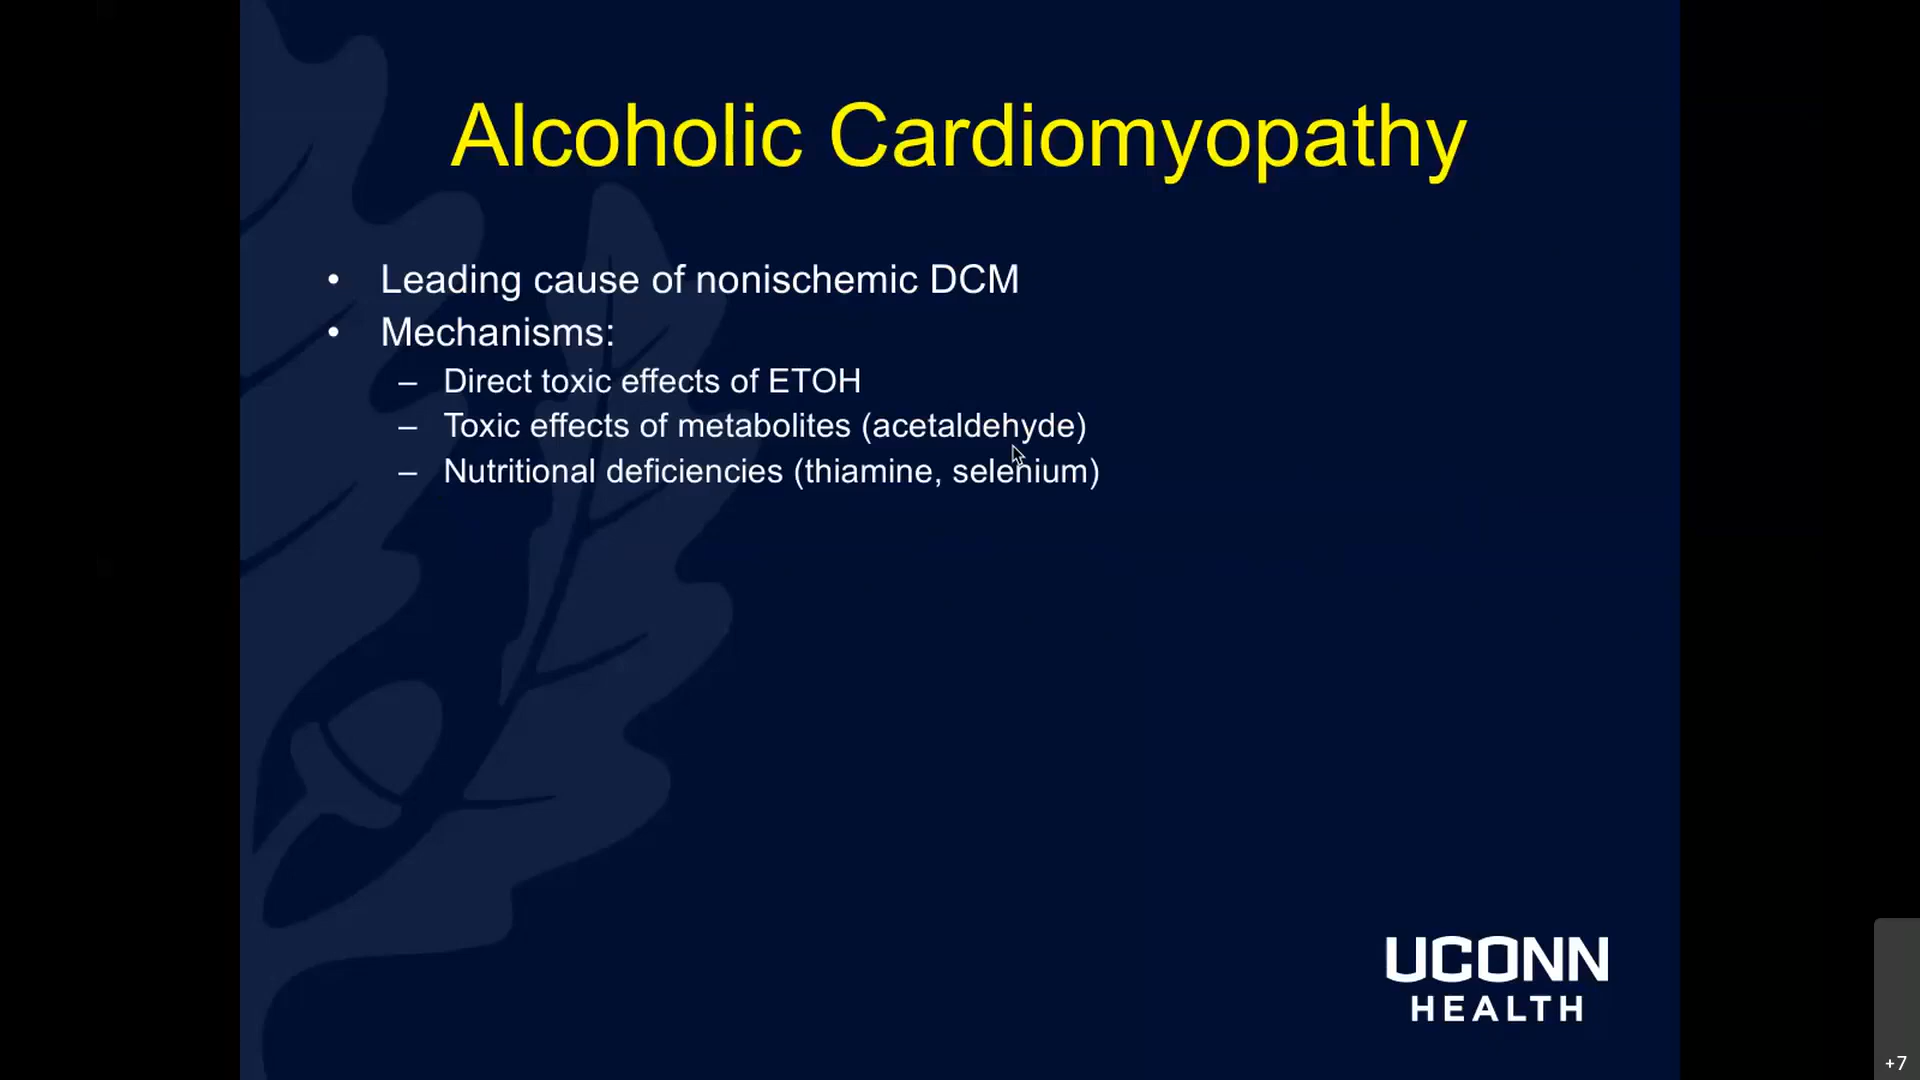 Alcoholic Cardiomyopathy
• Leading cause of nonischemic DCM
• Mechanisms:
– Direct toxic effects of ETOH
– Toxic effects of metabolites (acetaldehyde)
– Nutritional deficiencies (thiamine, selenium)
UCONN
HEALTH
+7